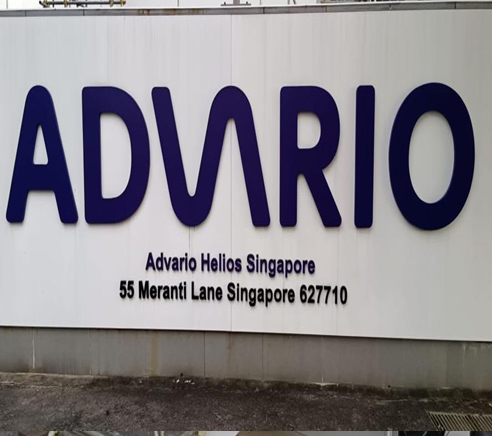 ADVARIO
Advario Helios Singapore
55 Meranti Lane Singapore 627710